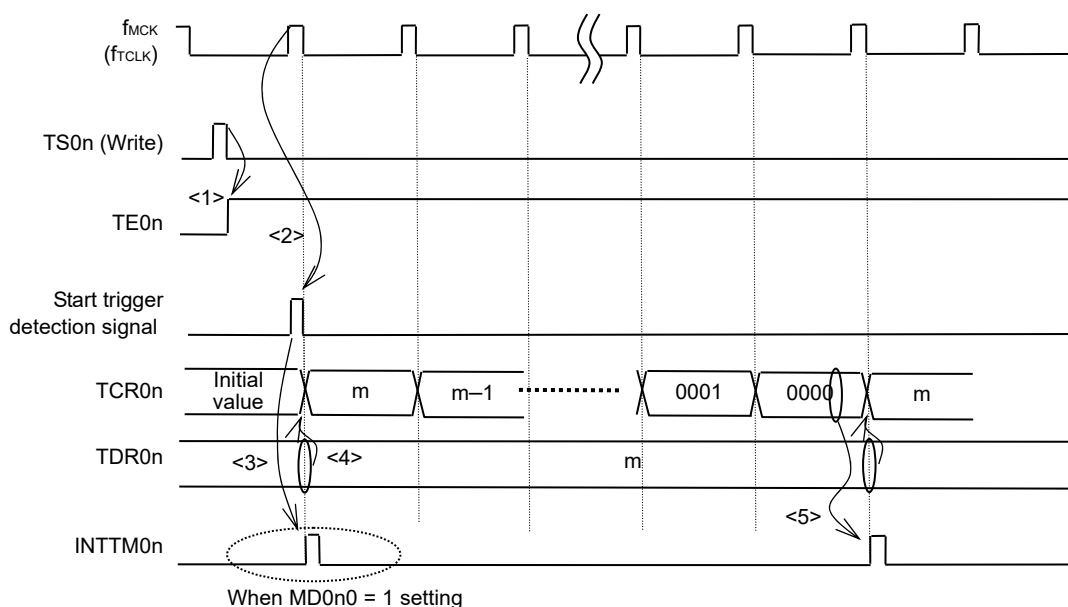 fMCK
(fTCLK)
TS0n (Write)
<1>
TE0n
<2>
Start trigger
detection signal
TCR0n
Initial
value
m
m−1
0001
0000
m
TDR0n
<3>
<4>
m
<5>
INTTM0n
When MD0n0 = 1 setting